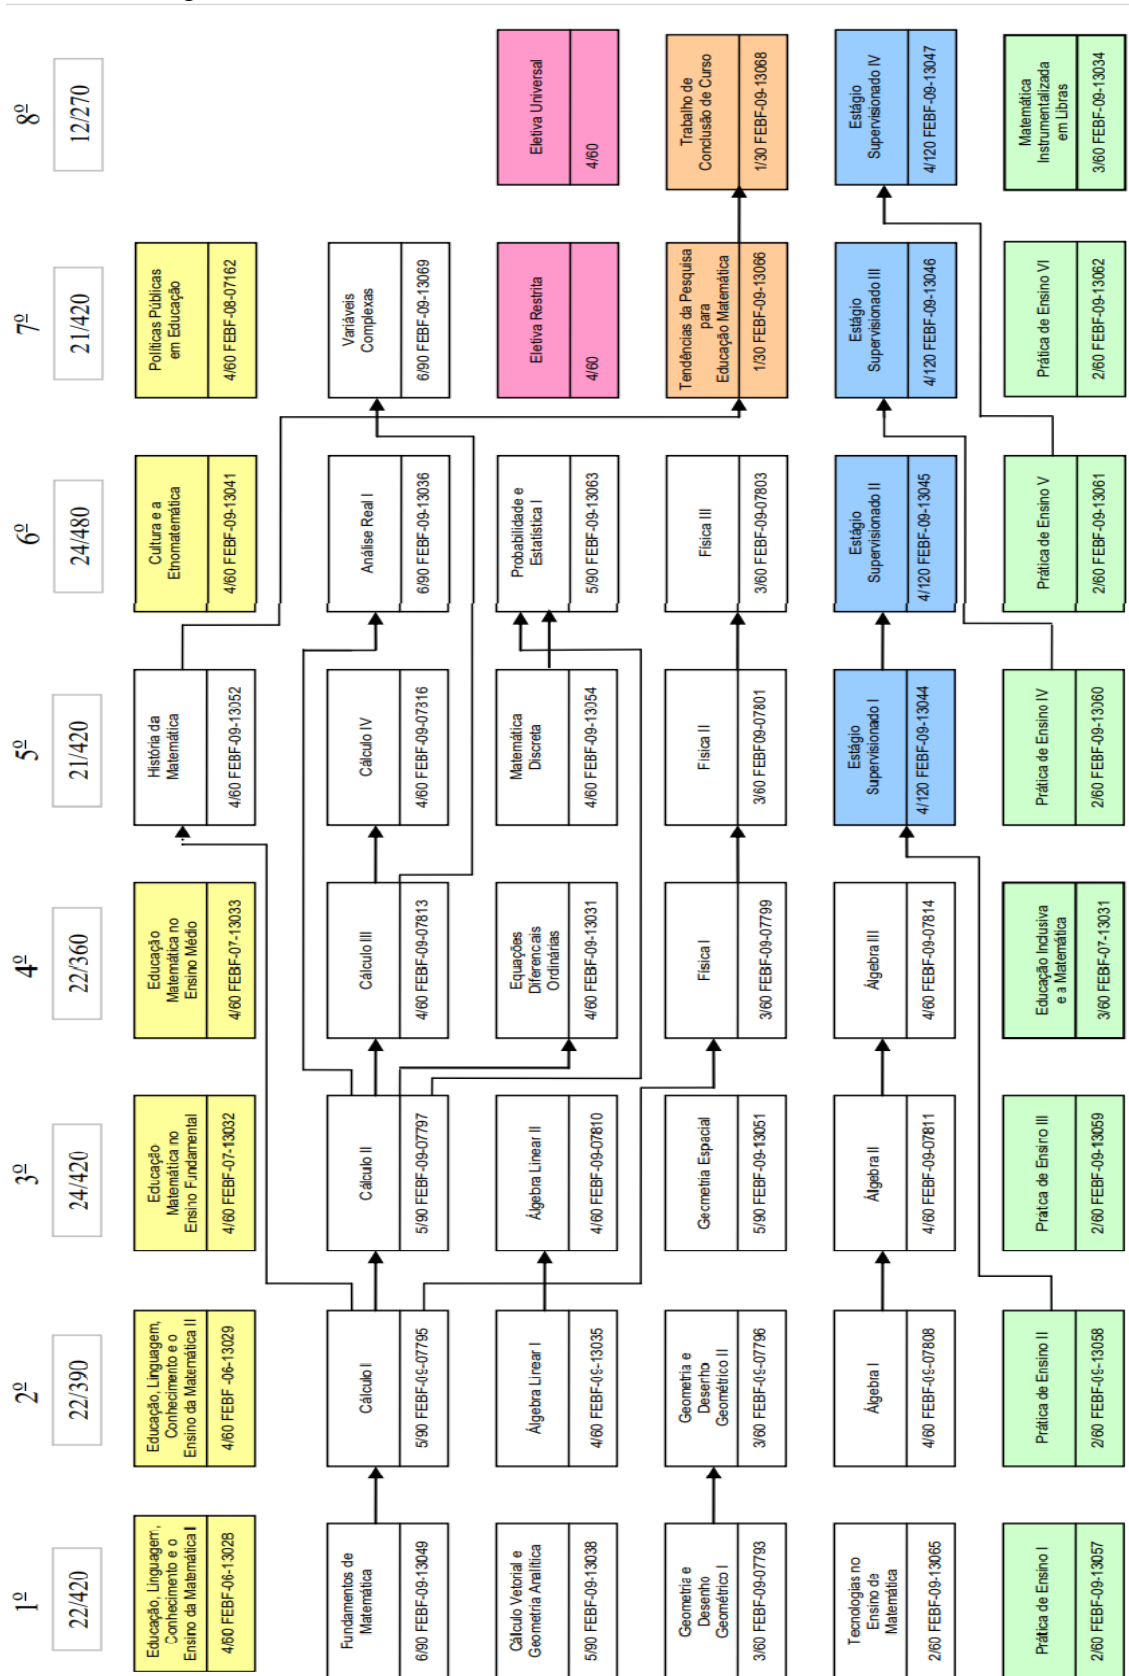 1º
22/420
Educação, Linguagem,
Conhecimento e o
Ensino da Matemática I
4/60 FEBF-06-13028
Fundamentos de
Matemática
6/90 FEBF-09-13049
Cálculo Vetorial e
Geometria Analítica
5/90 FEBF-09-13038
Geometria e
Desenho
Geométrico I
3/60 FEBF-09-07793
Tecnologias no
Ensino de
Matemática
2/60 FEBF-09-13065
Prática de Ensino I
2/60 FEBF-09-13057
2º
22/390
Educação, Linguagem,
Conhecimento e o
Ensino da Matemática II
4/60 FEBF -06-13029
Cálculo I
5/90 FEBF-09-07795
Álgebra Linear I
4/60 FEBF-09-13035
Geometria e
Desenho
Geométrico II
3/60 FEBF-09-07796
Álgebra I
4/60 FEBF-09-07808
Prática de Ensino II
2/60 FEBF-09-13058
3º
24/420
Educação
Matemática no
Ensino Fundamental
4/60 FEBF-07-13032
Cálculo II
5/90 FEBF-09-07797
Álgebra Linear II
4/60 FEBF-09-07810
Geometria Espacial
5/90 FEBF-09-13051
Álgebra II
4/60 FEBF-09-07811
Prática de Ensino III
2/60 FEBF-09-13059
4º
22/360
Educação
Matemática no
Ensino Médio
4/60 FEBF-07-13033
Cálculo III
4/60 FEBF-09-07813
Equações
Diferenciais
Ordinárias
4/60 FEBF-09-13031
Física I
3/60 FEBF-09-07799
Álgebra III
4/60 FEBF-09-07814
Educação Inclusiva
e a Matemática
3/60 FEBF-07-13031
5º
21/420
História da
Matemática
4/60 FEBF-09-13052
Cálculo IV
4/60 FEBF-09-07816
Matemática
Discreta
4/60 FEBF-09-13054
Física II
3/60 FEBF09-07801
Estágio
Supervisionado I
4/120 FEBF-09-13044
Prática de Ensino IV
2/60 FEBF-09-13060
6º
24/480
Cultura e a
Etnomatemática
4/60 FEBF-09-13041
Análise Real I
6/90 FEBF-09-13036
Probabilidade e
Estatística I
5/90 FEBF-09-13063
Física III
3/60 FEBF-09-07803
Estágio
Supervisionado II
4/120 FEBF-09-13045
Prática de Ensino V
2/60 FEBF-09-13061
7º
21/420
Políticas Públicas
em Educação
4/60 FEBF-08-07162
Variáveis
Complexas
6/90 FEBF-09-13069
Eletiva Restrita
4/60
Tendências da Pesquisa
para
Educação Matemática
1/30 FEBF-09-13066
Estágio
Supervisionado III
4/120 FEBF-09-13046
Prática de Ensino VI
2/60 FEBF-09-13062
8º
12/270
Eletiva Universal
4/60
Trabalho de
Conclusão de Curso
1/30 FEBF-09-13068
Estágio
Supervisionado IV
4/120 FEBF-09-13047
Matemática
Instrumentalizada
em Libras
3/60 FEBF-09-13034